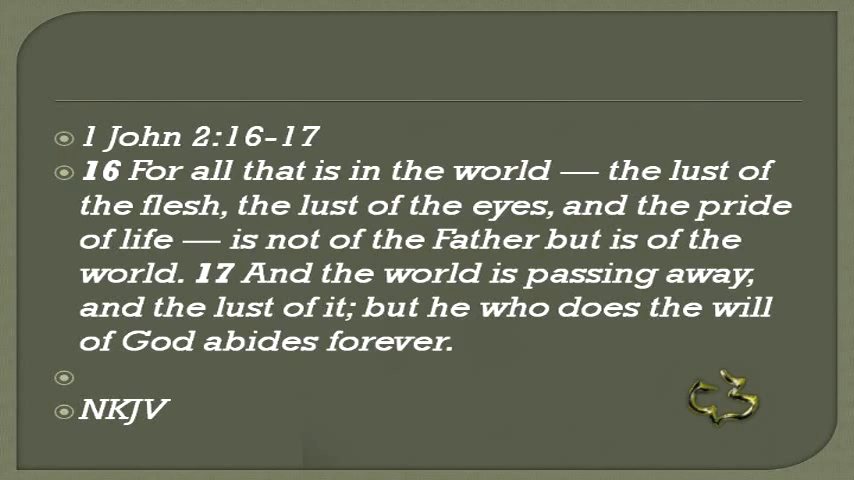 1 John 2:16-17
16 For all that is in the world — the lust of
the flesh, the lust of the eyes, and the pride
of life — is not of the Father but is of the
world. 17 And the world is passing away,
and the lust of it; but he who does the will
of God abides forever.
NKJV